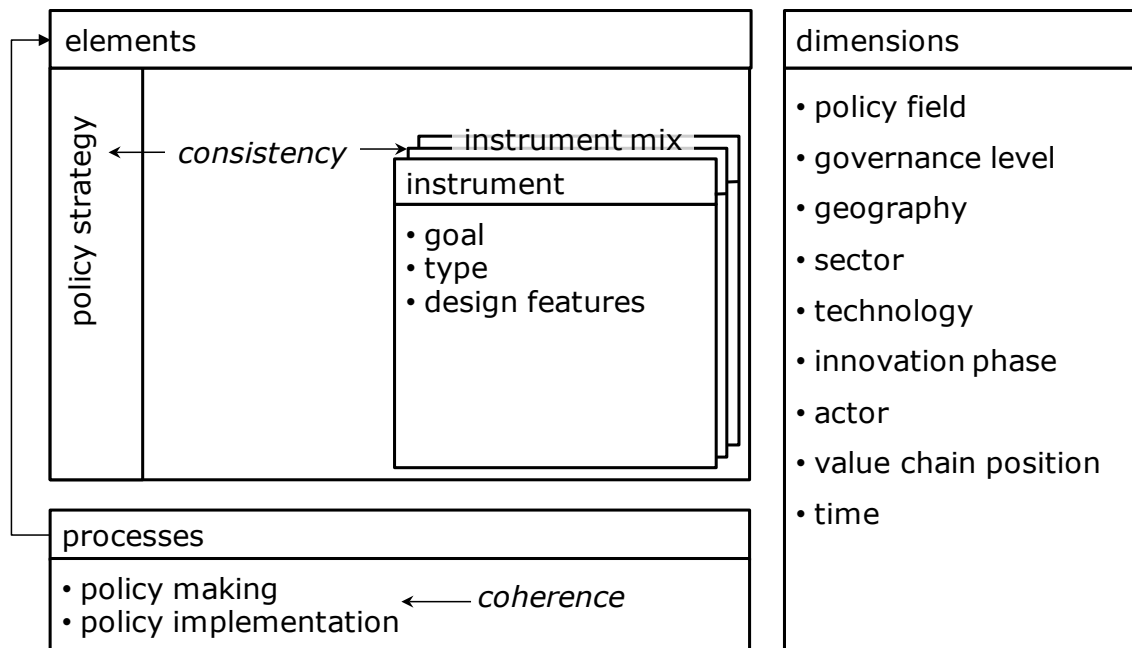 elements
policy strategy
consistency
instrument mix
instrument
• goal
• type
• design features
processes
• policy making
• policy implementation
coherence
dimensions
• policy field
• governance level
• geography
• sector
• technology
• innovation phase
• actor
• value chain position
• time